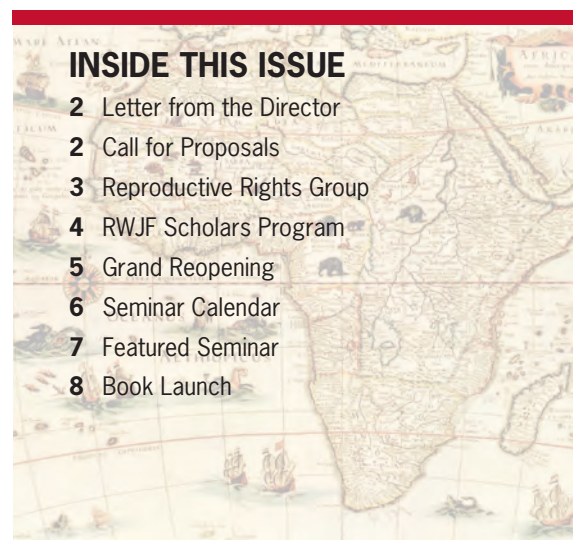 INSIDE THIS ISSUE
2 Letter from the Director
2 Call for Proposals
3 Reproductive Rights Group
4 RWJF Scholars Program
5 Grand Reopening
6 Seminar Calendar
7 Featured Seminar
8 Book Launch